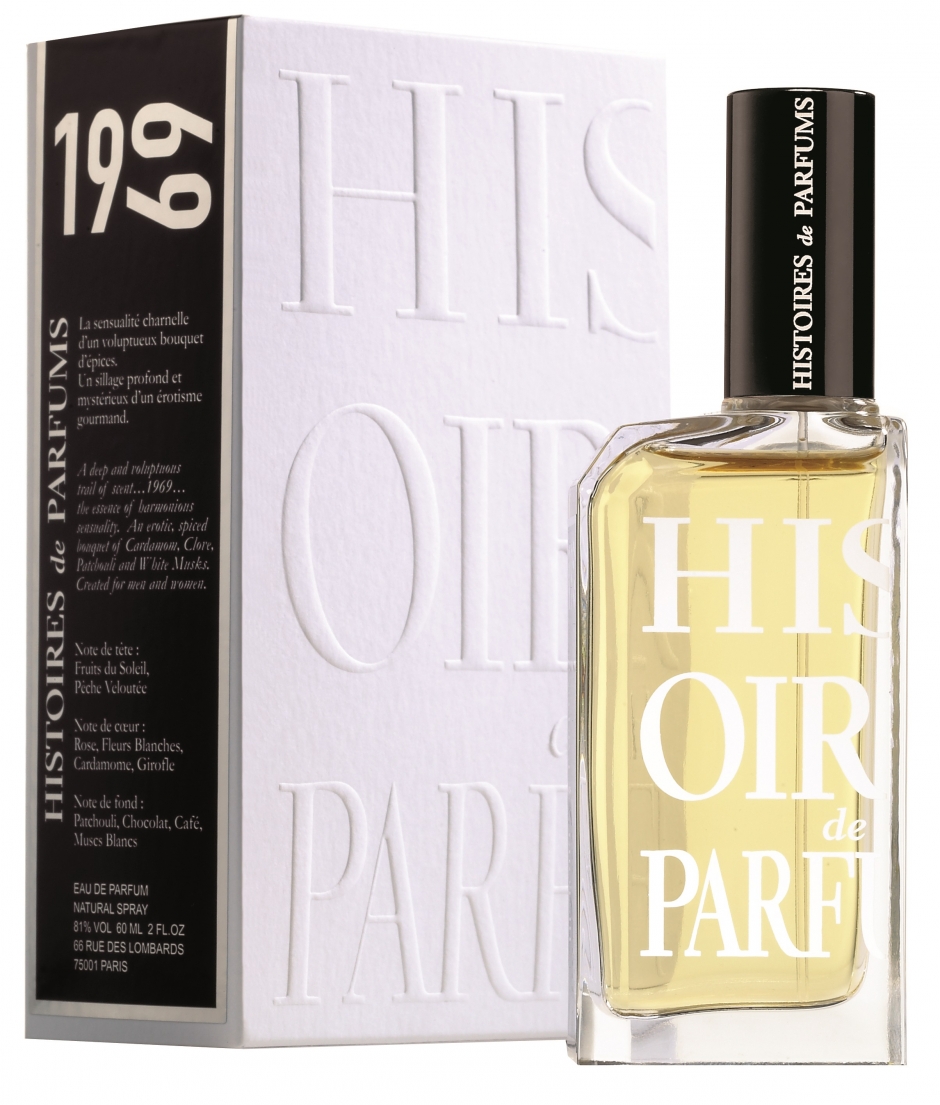 1969
HISTOIRES de PARFUMS
La sensualité charnelle
d'un voluptueux bouquet
d'épices.
Un sillage profond et
mystérieux d'un érotisme
gourmand.
A deep and voluptuous
trail of scent...1969...
the essence of harmonious
sensuality. An erotic, spiced
bouquet of Cardamom, Clove,
Patchouli and White Musks.
Created for men and women.
Note de tête :
Fruits du Soleil,
Pêche Veloutée
Note de cœur :
Rose, Fleurs Blanches,
Cardamome, Girofle
Note de fond :
Patchouli, Chocolat, Café,
Muscs Blancs
EAU DE PARFUM
NATURAL SPRAY
81% VOL 60 ML 2 FL.OZ
66 RUE DES LOMBARDS
75001 PARIS
HIS
OIR
d
PARF
HISTOIRES de PARFUMS
HIS
OIR
de
PARFU